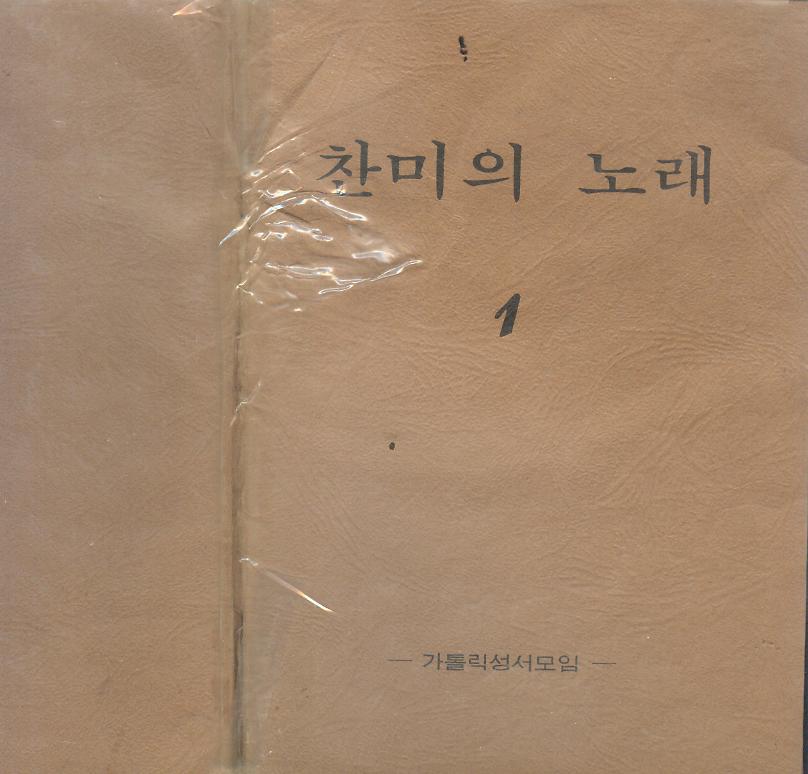 찬미의 노래
1
— 가톨릭성서모임 —